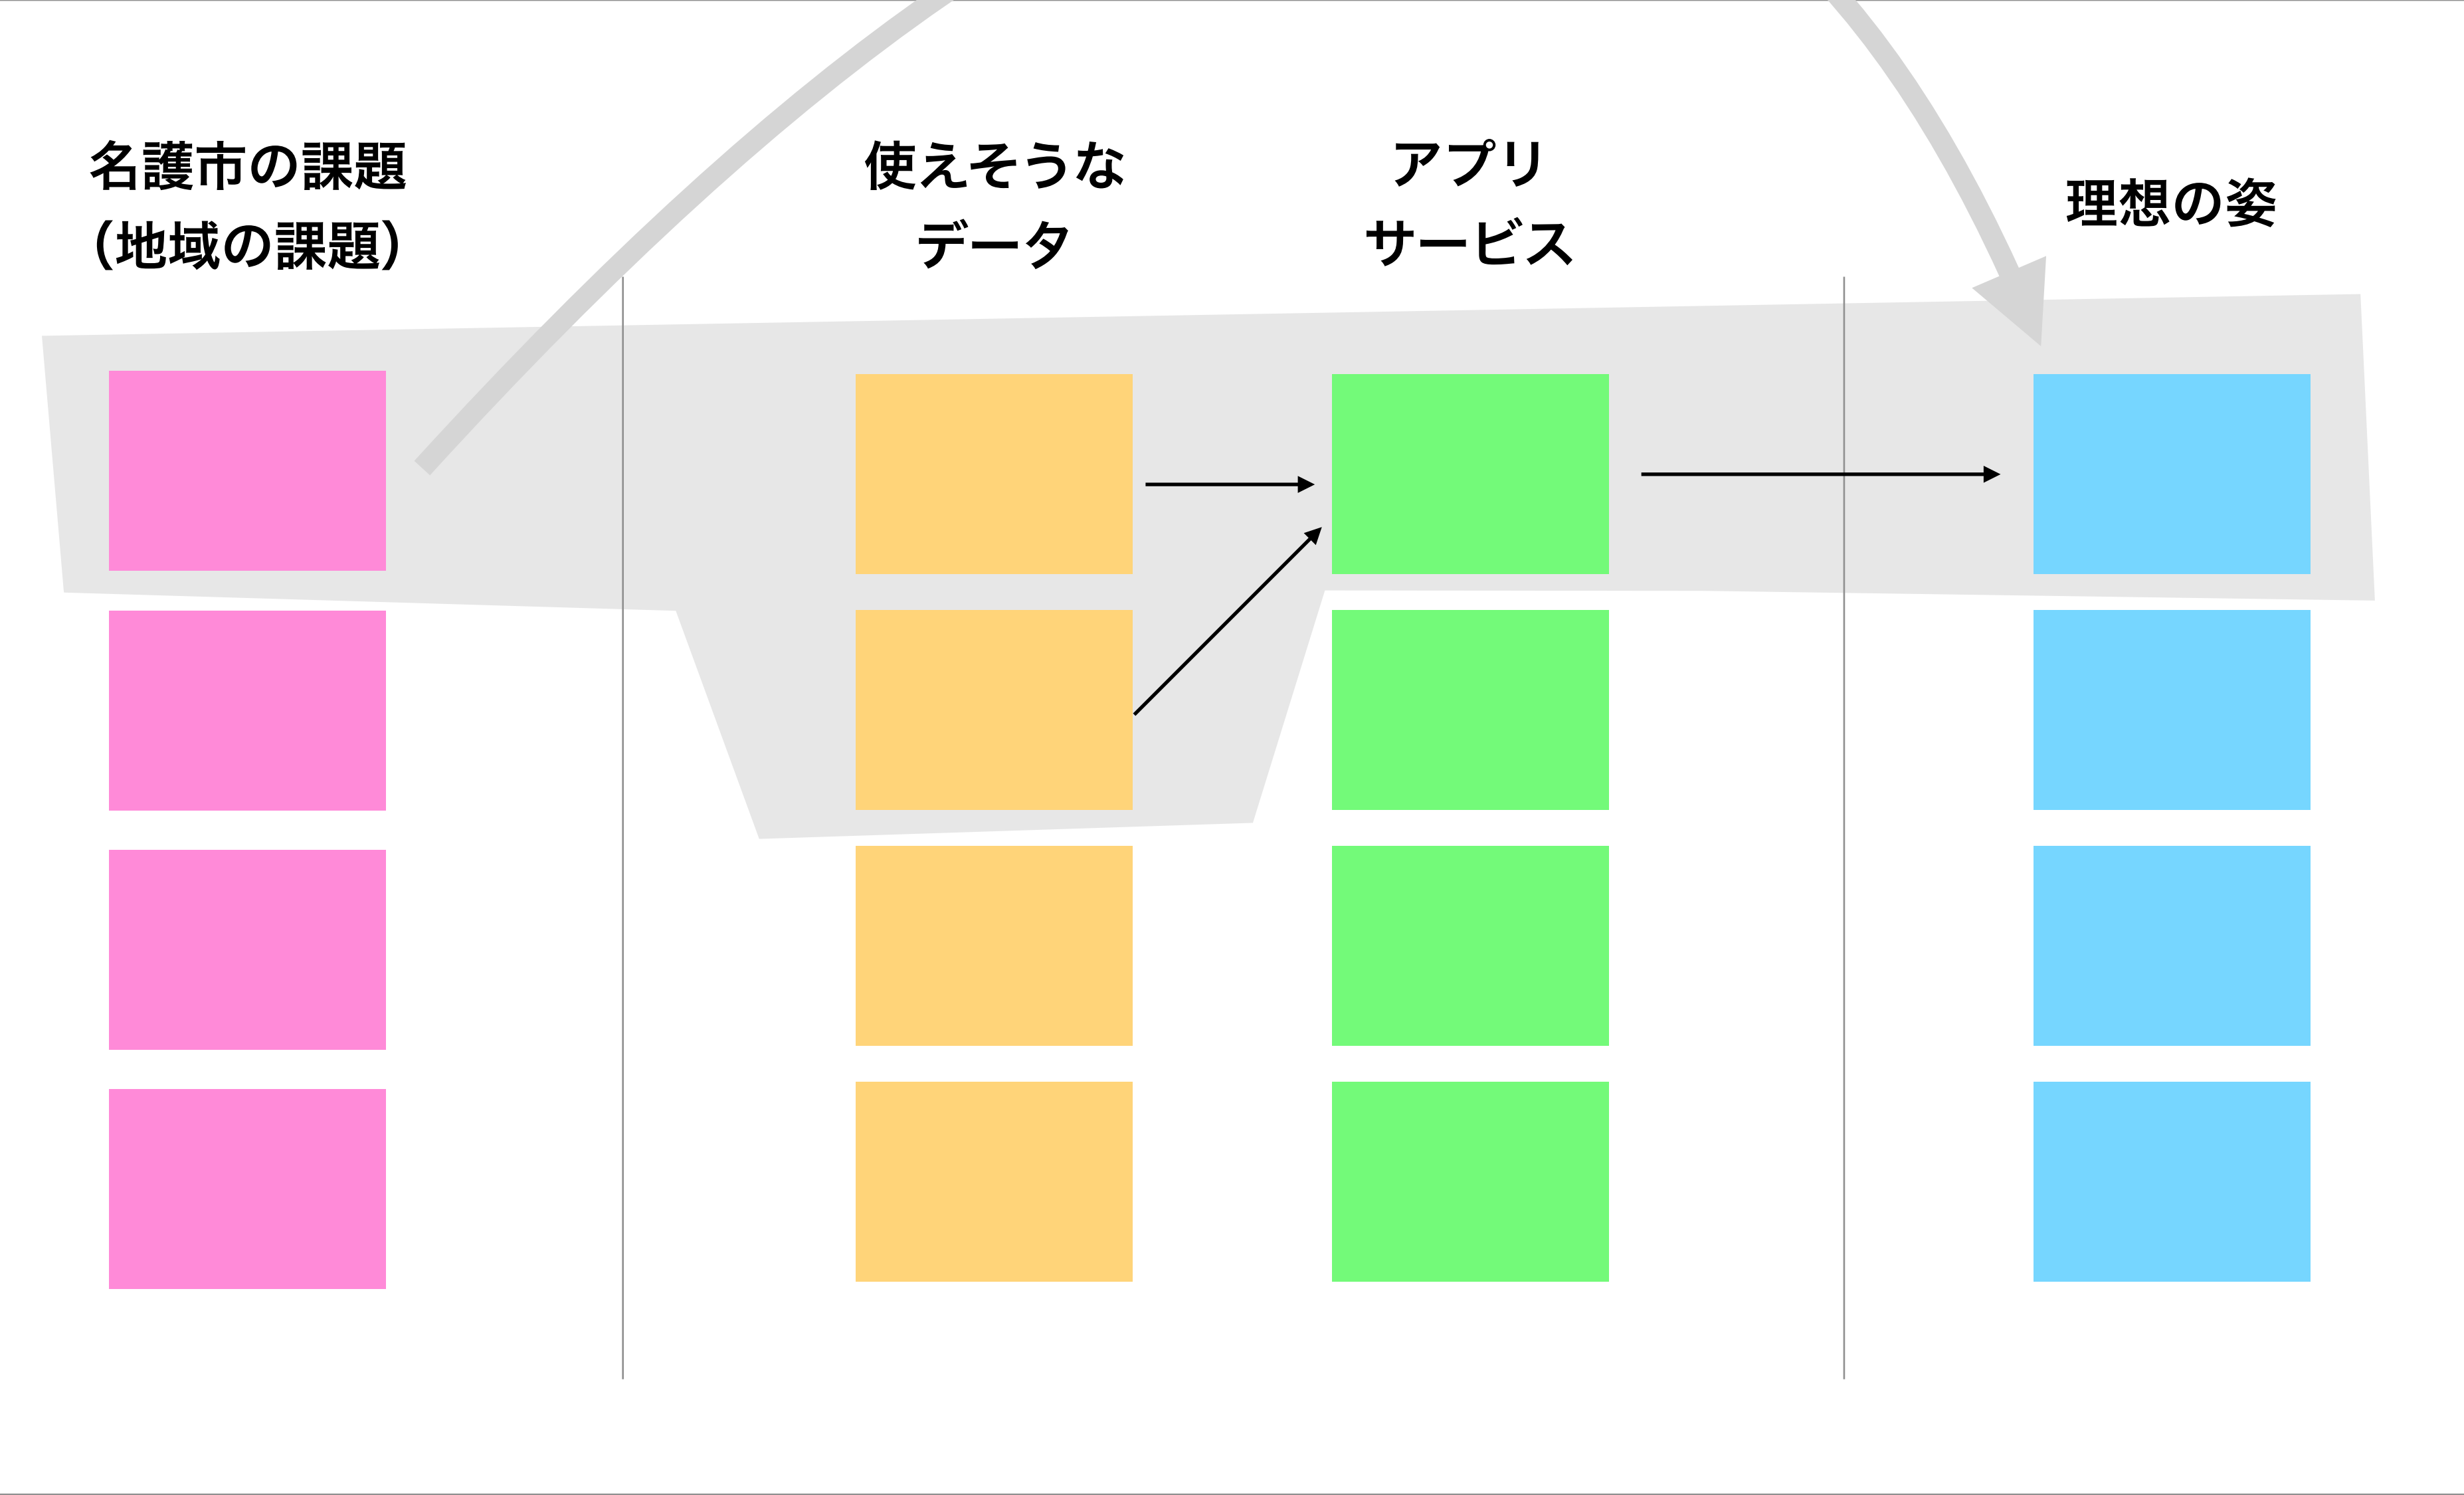 名護市の課題
(地域の課題)
使えそうな
データ
アプリ
サービス
理想の姿